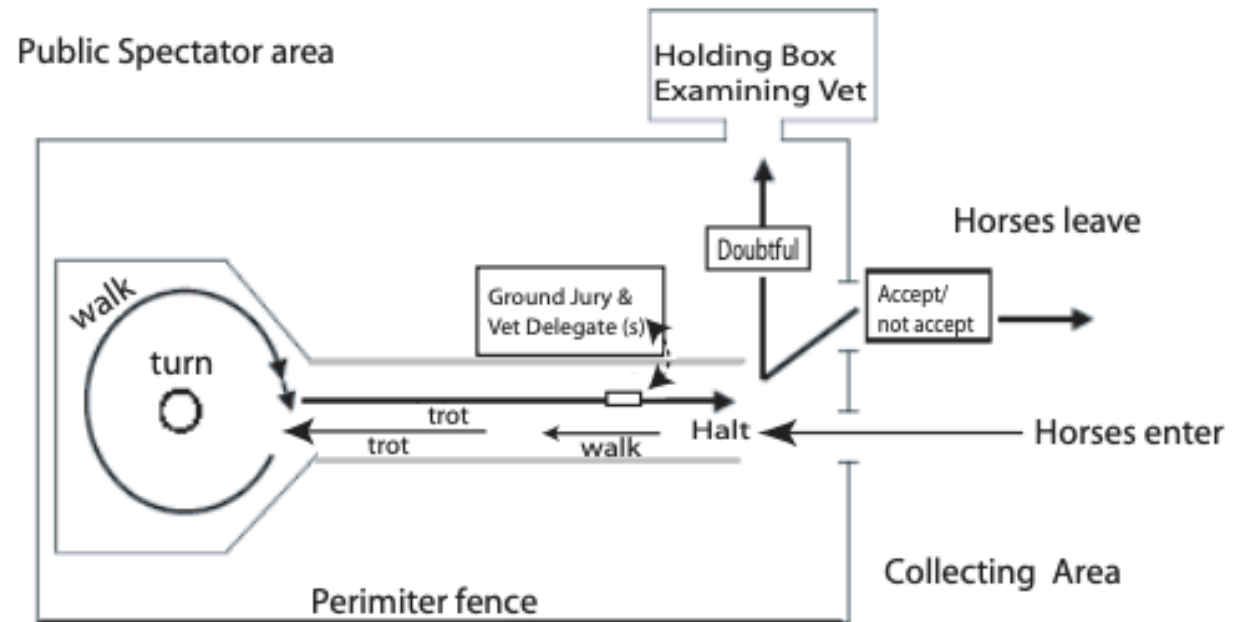 Public Spectator area
Holding Box
Examining Vet
Horses leave
Doubtful
Accept/
not accept
Ground Jury &
Vet Delegate (s)
walk
turn
trot
trot
walk
Halt
Horses enter
Collecting Area
Perimiter fence